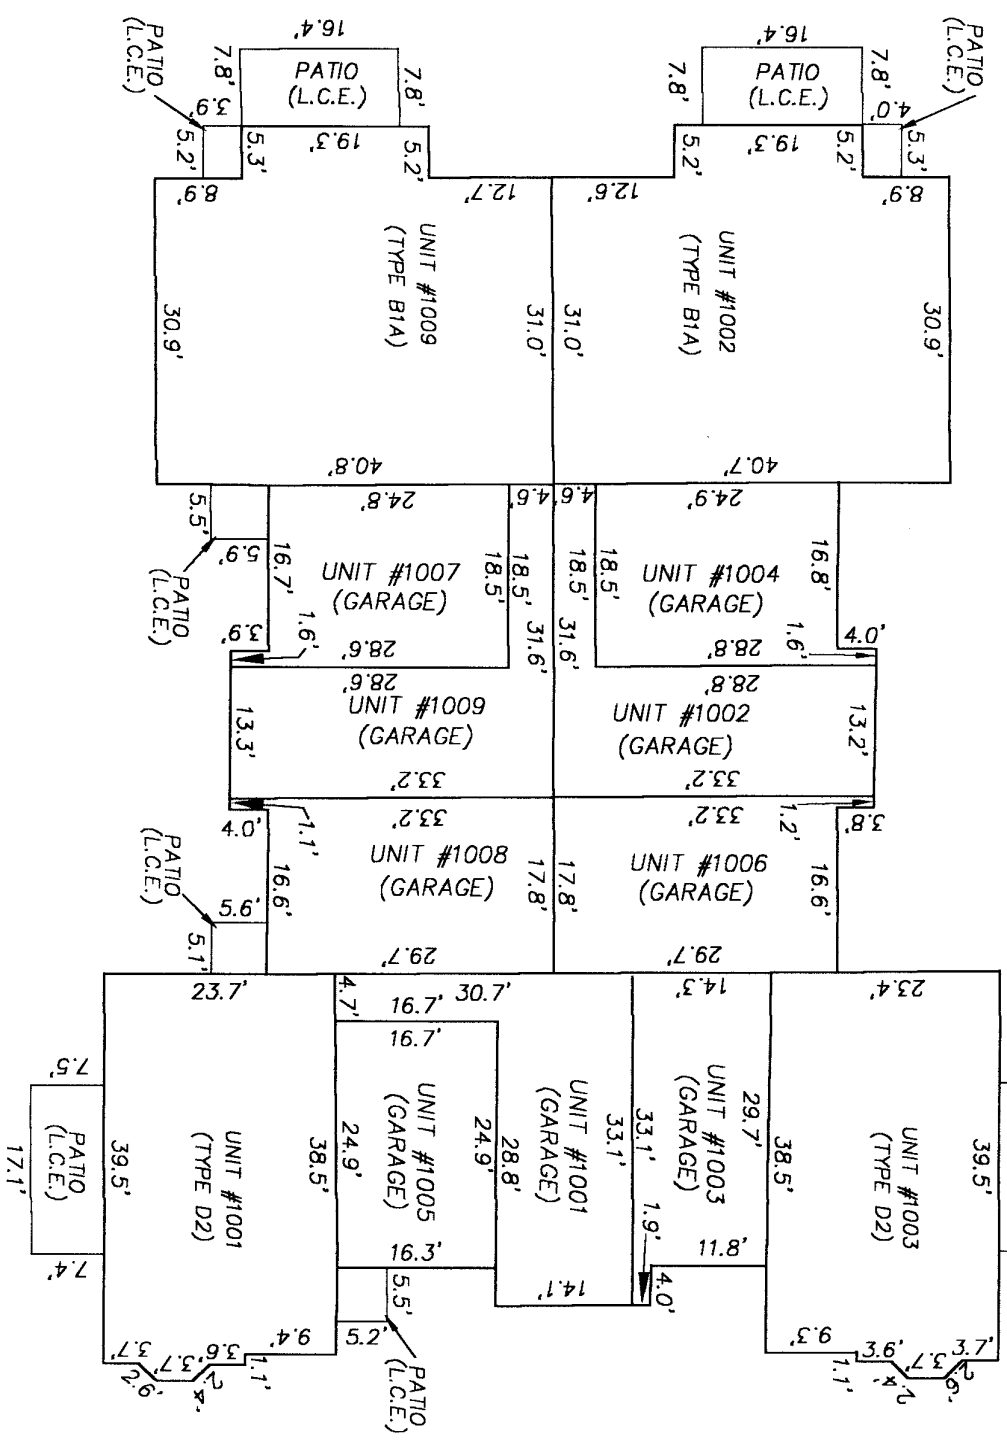 PATIO
(L.C.E.)
16.4'
7.8'
PATIO
(L.C.E.)
7.8'
3.9'
5.2'
5.3'
19.3'
5.2'
8.9'
12.7'
16.4'
7.8'
PATIO
(L.C.E.)
7.8'
4.0'
PATIO
(L.C.E.)
5.2'
19.3'
5.2'
5.3'
12.6'
8.9'
UNIT #1009
(TYPE B1A)
30.9'
31.0'
40.8'
UNIT #1002
(TYPE B1A)
31.0'
30.9'
40.7'
5.5'
5.9'
PATIO
(L.C.E.)
24.8'
4.6'
16.7'
UNIT #1007
(GARAGE)
18.5'
18.5'
3.9'
1.6'
28.6'
31.6'
4.6'
24.9'
18.5'
UNIT #1004
(GARAGE)
16.8'
31.6'
28.8'
1.6'
4.0'
28.6'
UNIT #1009
(GARAGE)
13.3'
33.2'
28.8'
UNIT #1002
(GARAGE)
13.2'
33.2'
4.0'
1.1'
33.2'
UNIT #1008
(GARAGE)
17.8'
16.6'
29.7'
PATIO
(L.C.E.)
5.6'
5.1'
33.2'
1.2'
3.8'
UNIT #1006
(GARAGE)
17.8'
16.6'
29.7'
23.7'
4.7'
16.7'
30.7'
14.3'
23.4'
16.7'
7.5'
PATIO
(L.C.E.)
17.1'
7.4'
39.5'
UNIT #1001
(TYPE D2)
38.5'
24.9'
UNIT #1005
(GARAGE)
24.9'
16.3'
28.8'
UNIT #1001
(GARAGE)
33.1'
14.1'
33.1'
UNIT #1003
(GARAGE)
29.7'
1.9'
4.0'
11.8'
38.5'
UNIT #1003
(TYPE D2)
39.5'
5.5'
5.2'
PATIO
(L.C.E.)
3.7'
2.6'
3.7'
2.4'
3.6'
1.1'
9.4'
9.3'
1.1'
3.6'
2.4'
3.7'
2.6'
3.7'